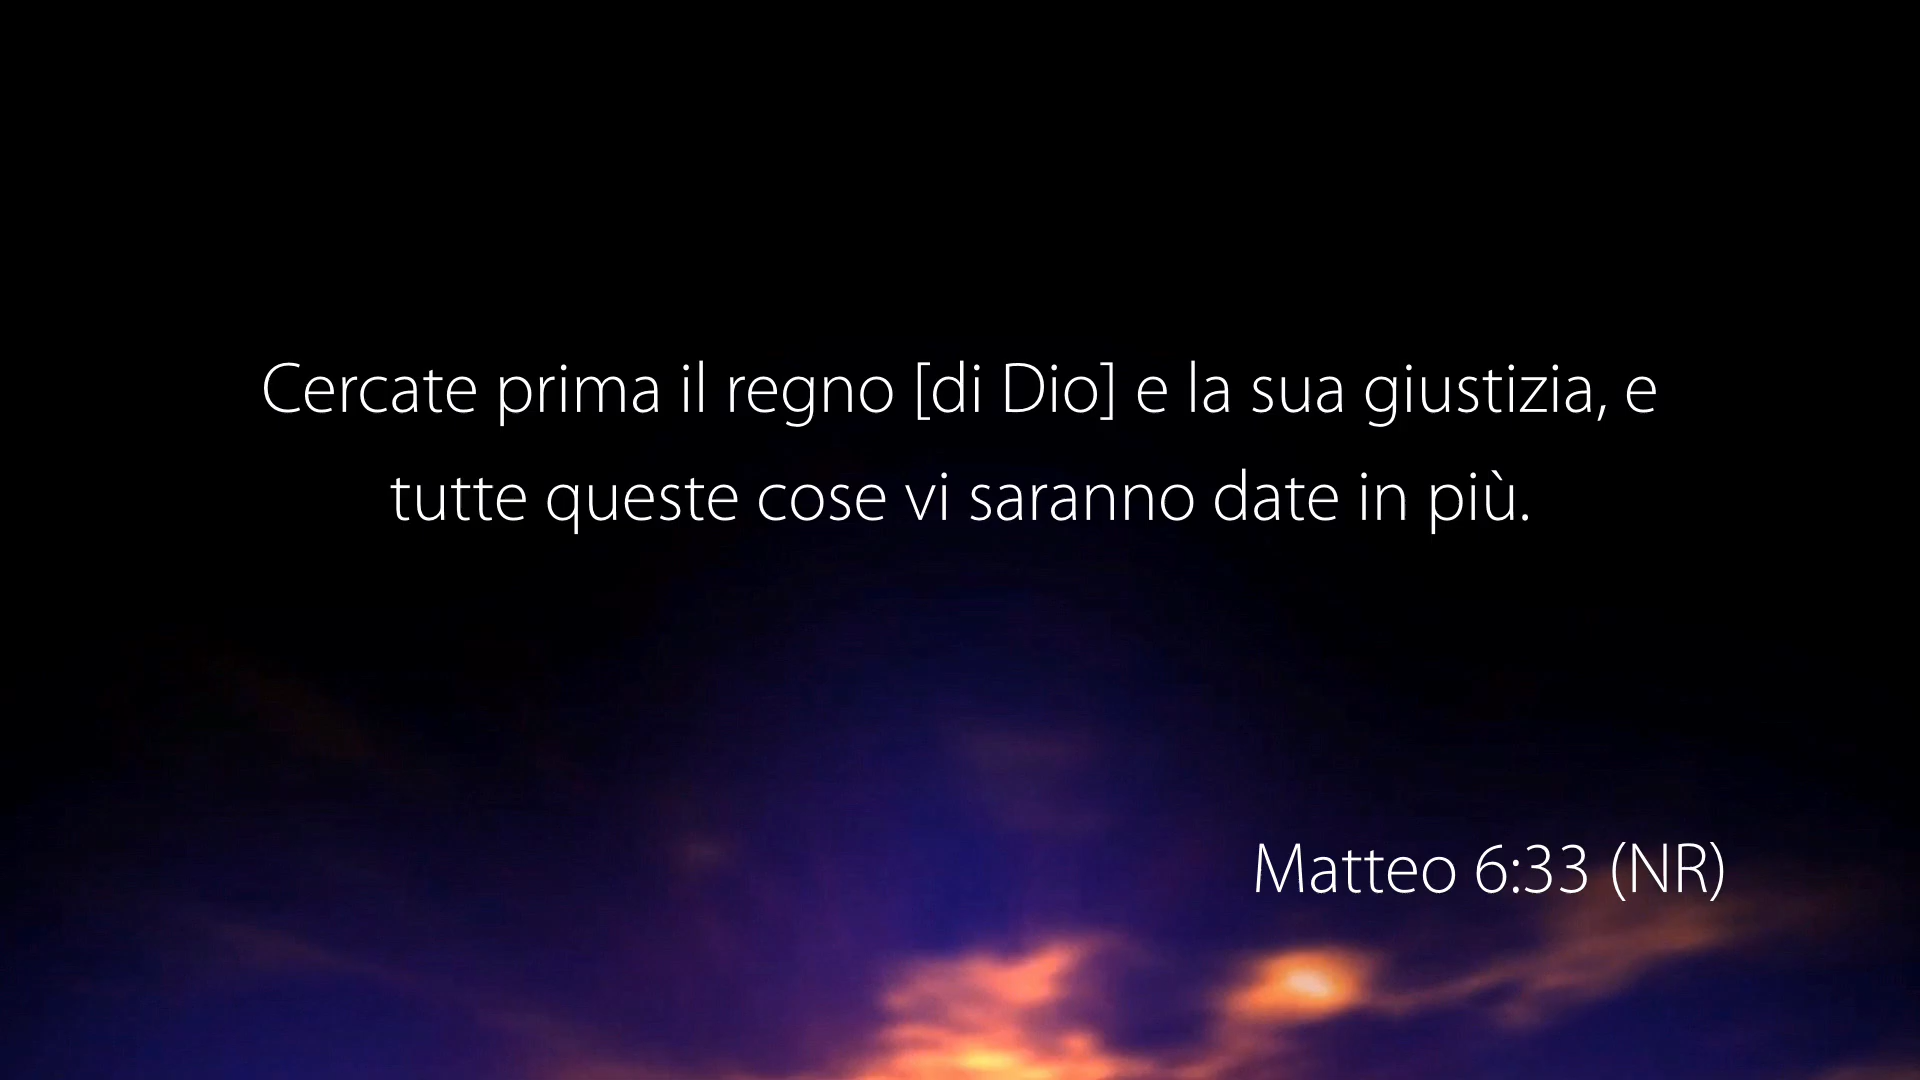 Cercate prima il regno [di Dio] e la sua giustizia, e
tutte queste cose vi saranno date in più.
Matteo 6:33 (NR)